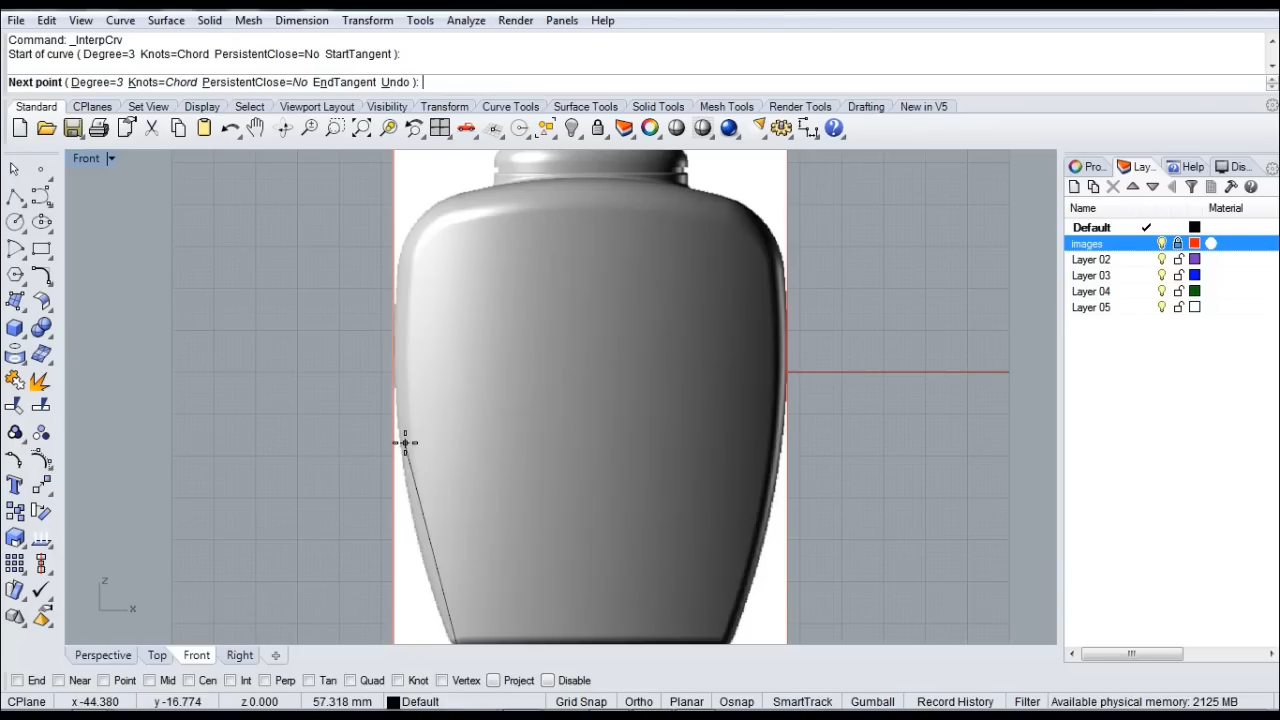 File Edit View Curve Surface Solid Mesh Dimension Transform Tools Analyze Render Panels Help
Command: _InterpCrv
Start of curve ( Degree=3 Knots=Chord PersistentClose=No StartTangent ):
Next point ( Degree=3 Knots=Chord PersistentClose=No EndTangent Undo ):
Standard CPlanes Set View Display Select Viewport Layout Visibility Transform Curve Tools Surface Tools Solid Tools Mesh Tools Render Tools Drafting New in V5
Front
Pro... Lay... Help Dis...
Name Material
Default
images
Layer 02
Layer 03
Layer 04
Layer 05
z
x
Perspective Top Front Right
End Near Point Mid Cen Int Perp Tan Quad Knot Vertex Project Disable
CPlane x -44.380 y -16.774 z 0.000 57.318 mm Default Grid Snap Ortho Planar Osnap SmartTrack Gumball Record History Filter Available physical memory: 2125 MB